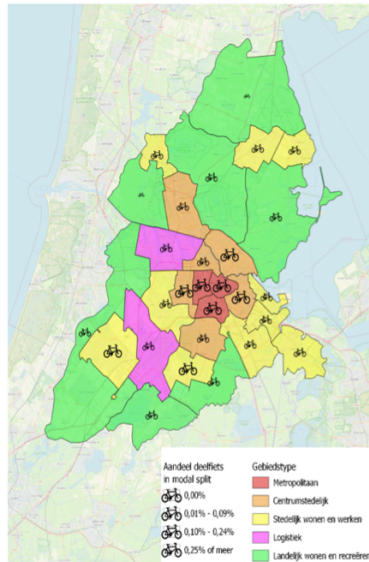 Aandeel deelfiets
in modal split
0,00%
0,01% - 0,09%
0,10% - 0,24%
0,25% of meer
Gebiedstype
Metropolitaan
Centrumstedelijk
Stedelijk wonen en werken
Logistiek
Landelijk wonen en recreëren